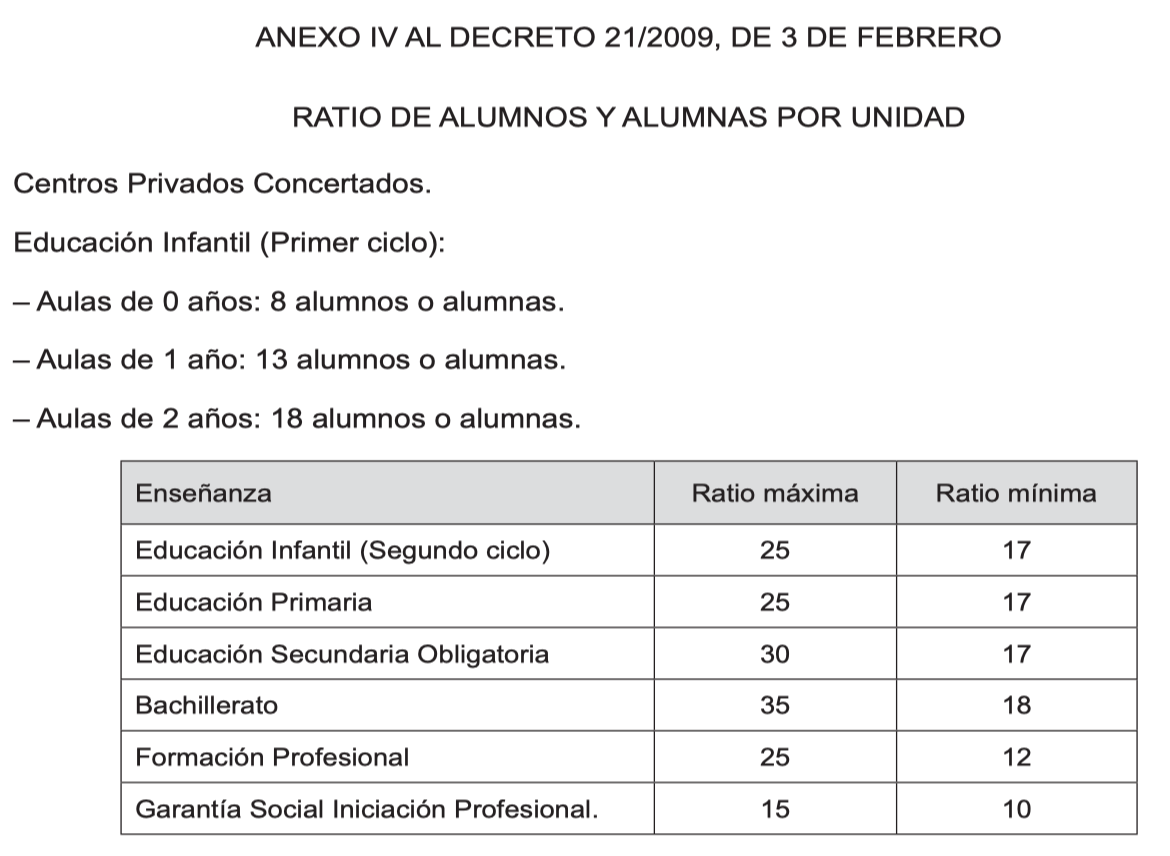 ANEXO IV AL DECRETO 21/2009, DE 3 DE FEBRERO
RATIO DE ALUMNOS Y ALUMNAS POR UNIDAD
Centros Privados Concertados.
Educación Infantil (Primer ciclo):
– Aulas de 0 años: 8 alumnos o alumnas.
– Aulas de 1 año: 13 alumnos o alumnas.
– Aulas de 2 años: 18 alumnos o alumnas.
Enseñanza Ratio máxima Ratio mínima
Educación Infantil (Segundo ciclo) 25 17
Educación Primaria 25 17
Educación Secundaria Obligatoria 30 17
Bachillerato 35 18
Formación Profesional 25 12
Garantía Social Iniciación Profesional. 15 10